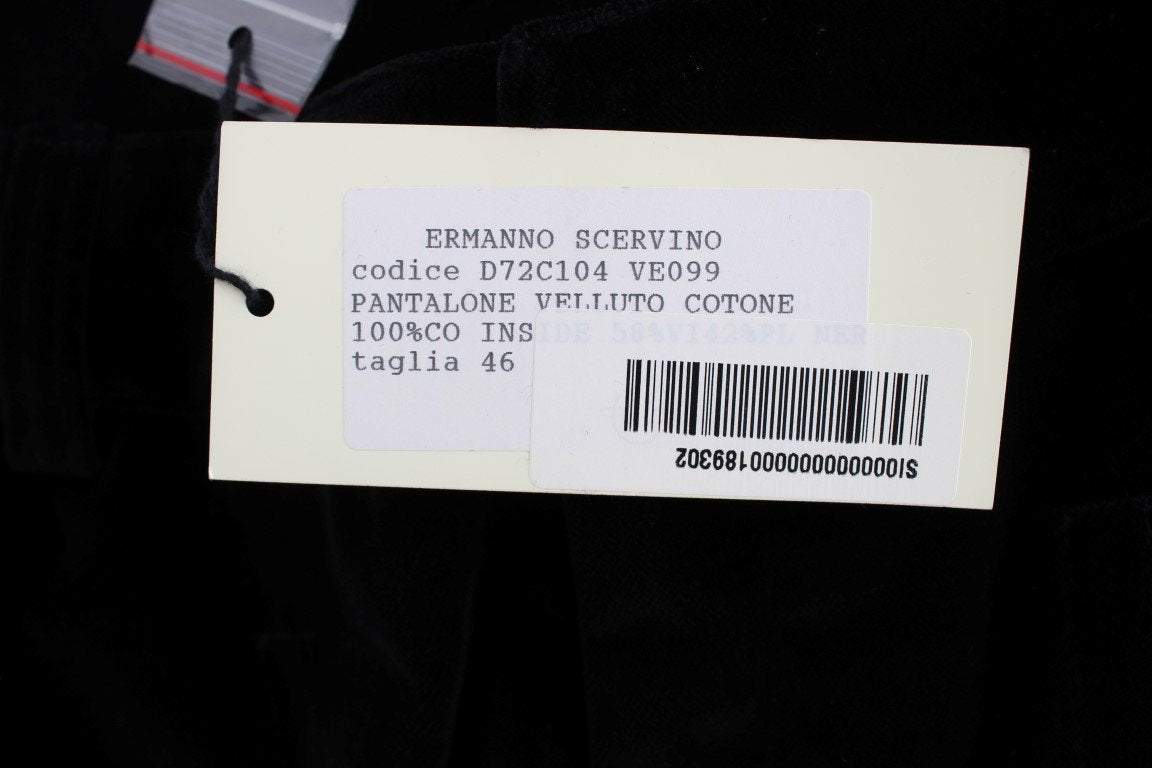 ERMANNO SCERVINO
codice D72C104 VE099
PANTALONE VELLUTO COTONE
100%CO INSIDE 58%VI42%PL NER
taglia 46
SI000000000000189302